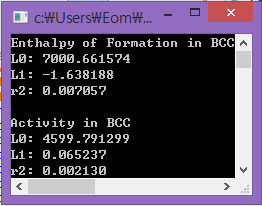 c:₩Users₩Eom₩...
Enthalpy of Formation in BCC
L0: 7000.661574
L1: -1.638188
r2: 0.007057
Activity in BCC
L0: 4599.791299
L1: 0.065237
r2: 0.002130